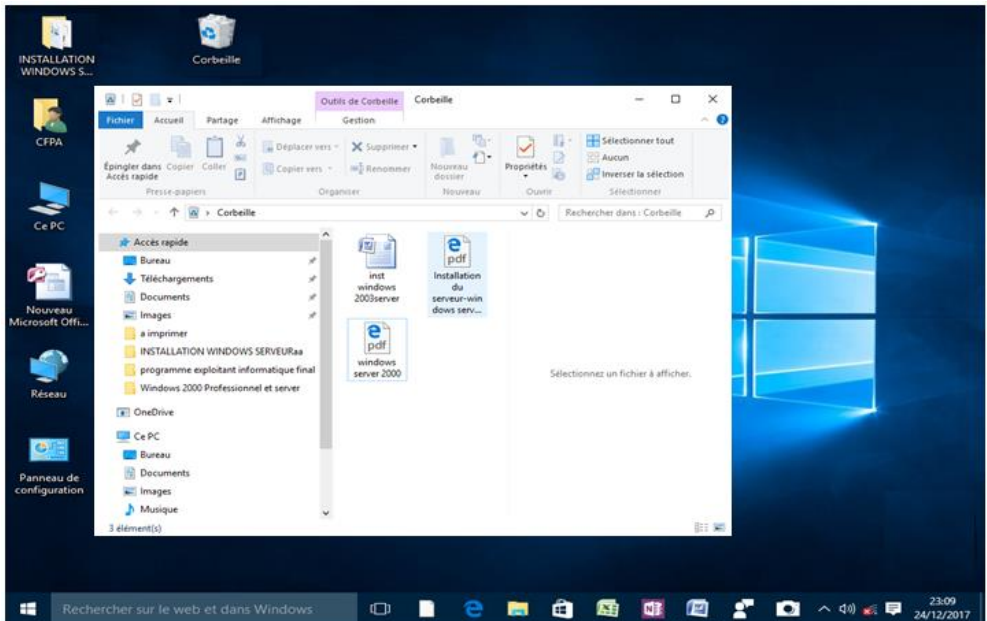 INSTALLATION
WINDOWS S...
Corbeille
CFPA
Ce PC
Nouveau
Microsoft Offi...
Réseau
Panneau de
configuration
Outils de Corbeille
Corbeille
Fichier
Accueil
Partage
Affichage
Gestion
Épingler dans
Accès rapide
Copier
Coller
Presse-papiers
Déplacer vers
Copier vers
Supprimer
Renommer
Organiser
Nouveau
dossier
Nouveau
Propriétés
Ouvrir
Sélectionner tout
Aucun
Inverser la sélection
Sélectionner
Corbeille
Rechercher dans : Corbeille
Accès rapide
Bureau
Téléchargements
Documents
Images
a imprimer
INSTALLATION WINDOWS SERVEURaa
programme exploitant informatique final
Windows 2000 Professionnel et server
OneDrive
Ce PC
Bureau
Documents
Images
Musique
inst
windows
2003server
pdf
Installation
du
serveur-win
dows serv...
pdf
windows
server 2000
Sélectionnez un fichier à afficher.
3 élément(s)
Rechercher sur le web et dans Windows
23:09
24/12/2017